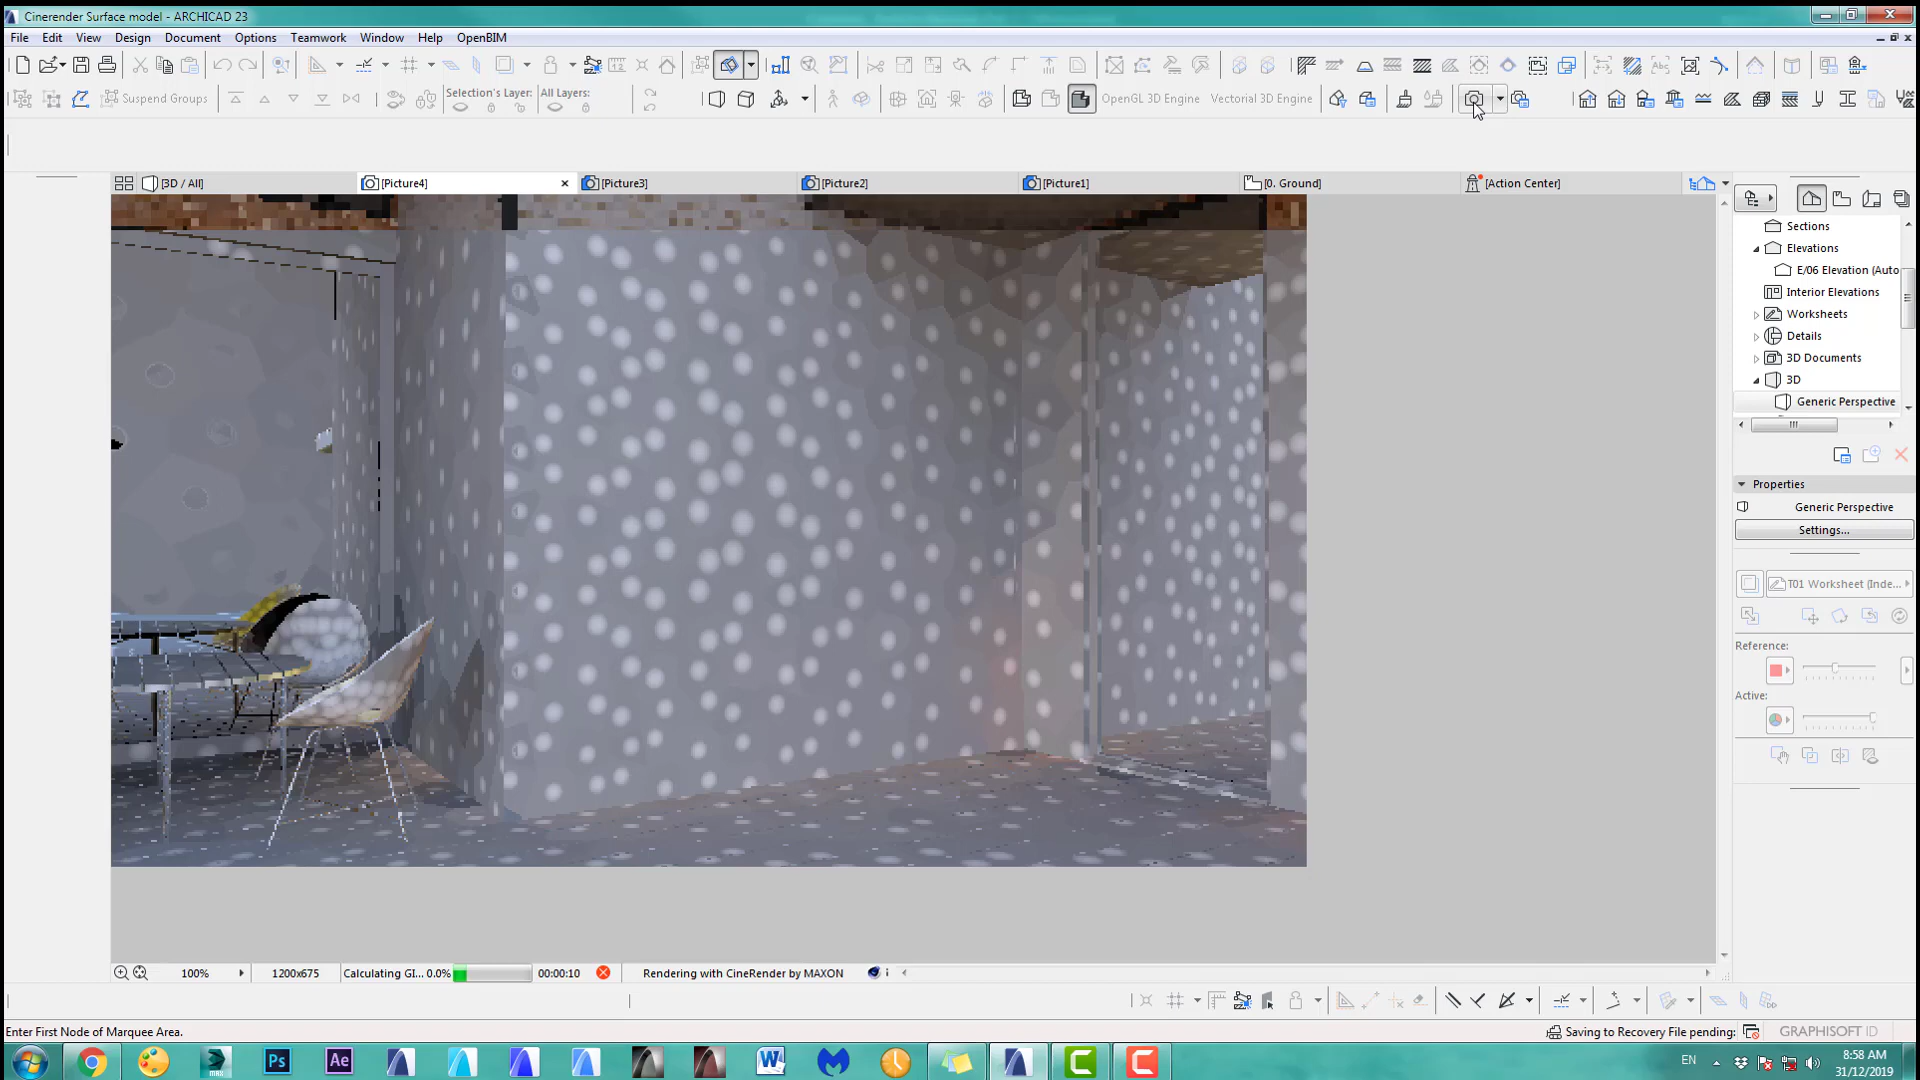 Cinerender Surface model - ARCHICAD 23
File Edit View Design Document Options Teamwork Window Help OpenBIM
Suspend Groups Selection's Layer: All Layers: OpenGL 3D Engine Vectorial 3D Engine
[3D / All] [Picture4] [Picture3] [Picture2] [Picture1] [0. Ground] [Action Center]
Sections
Elevations
E/06 Elevation (Auto
Interior Elevations
Worksheets
Details
3D Documents
3D
Generic Perspective
Properties
Generic Perspective
Settings...
T01 Worksheet (Inde...
Reference:
Active:
100% 1200x675 Calculating GI... 0.0% 00:00:10 Rendering with CineRender by MAXON
Enter First Node of Marquee Area.
Saving to Recovery File pending: GRAPHISOFT ID
MAX Ps Ae W C C
EN 8:58 AM
31/12/2019